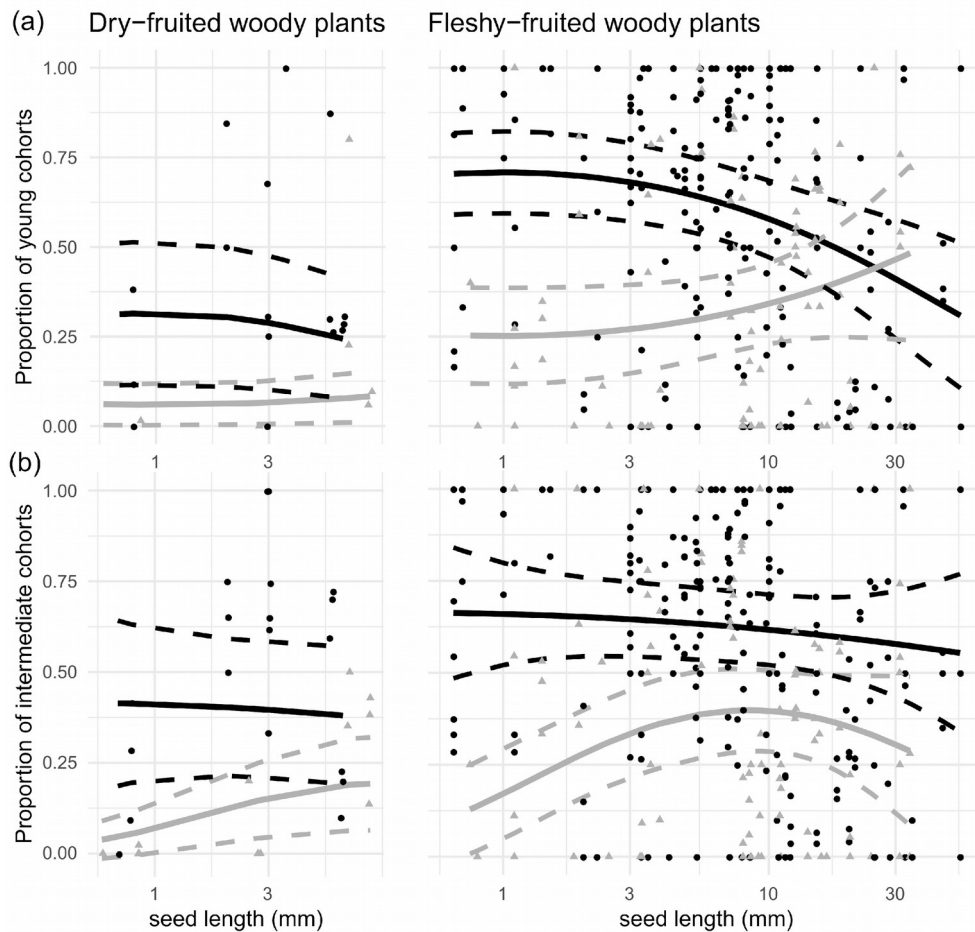 (a) Dry−fruited woody plants Fleshy−fruited woody plants
Proportion of young cohorts
1.00
0.75
0.50
0.25
0.00
1 3 1 3 10 30
(b)
Proportion of intermediate cohorts
1.00
0.75
0.50
0.25
0.00
1 3 1 3 10 30
seed length (mm) seed length (mm)